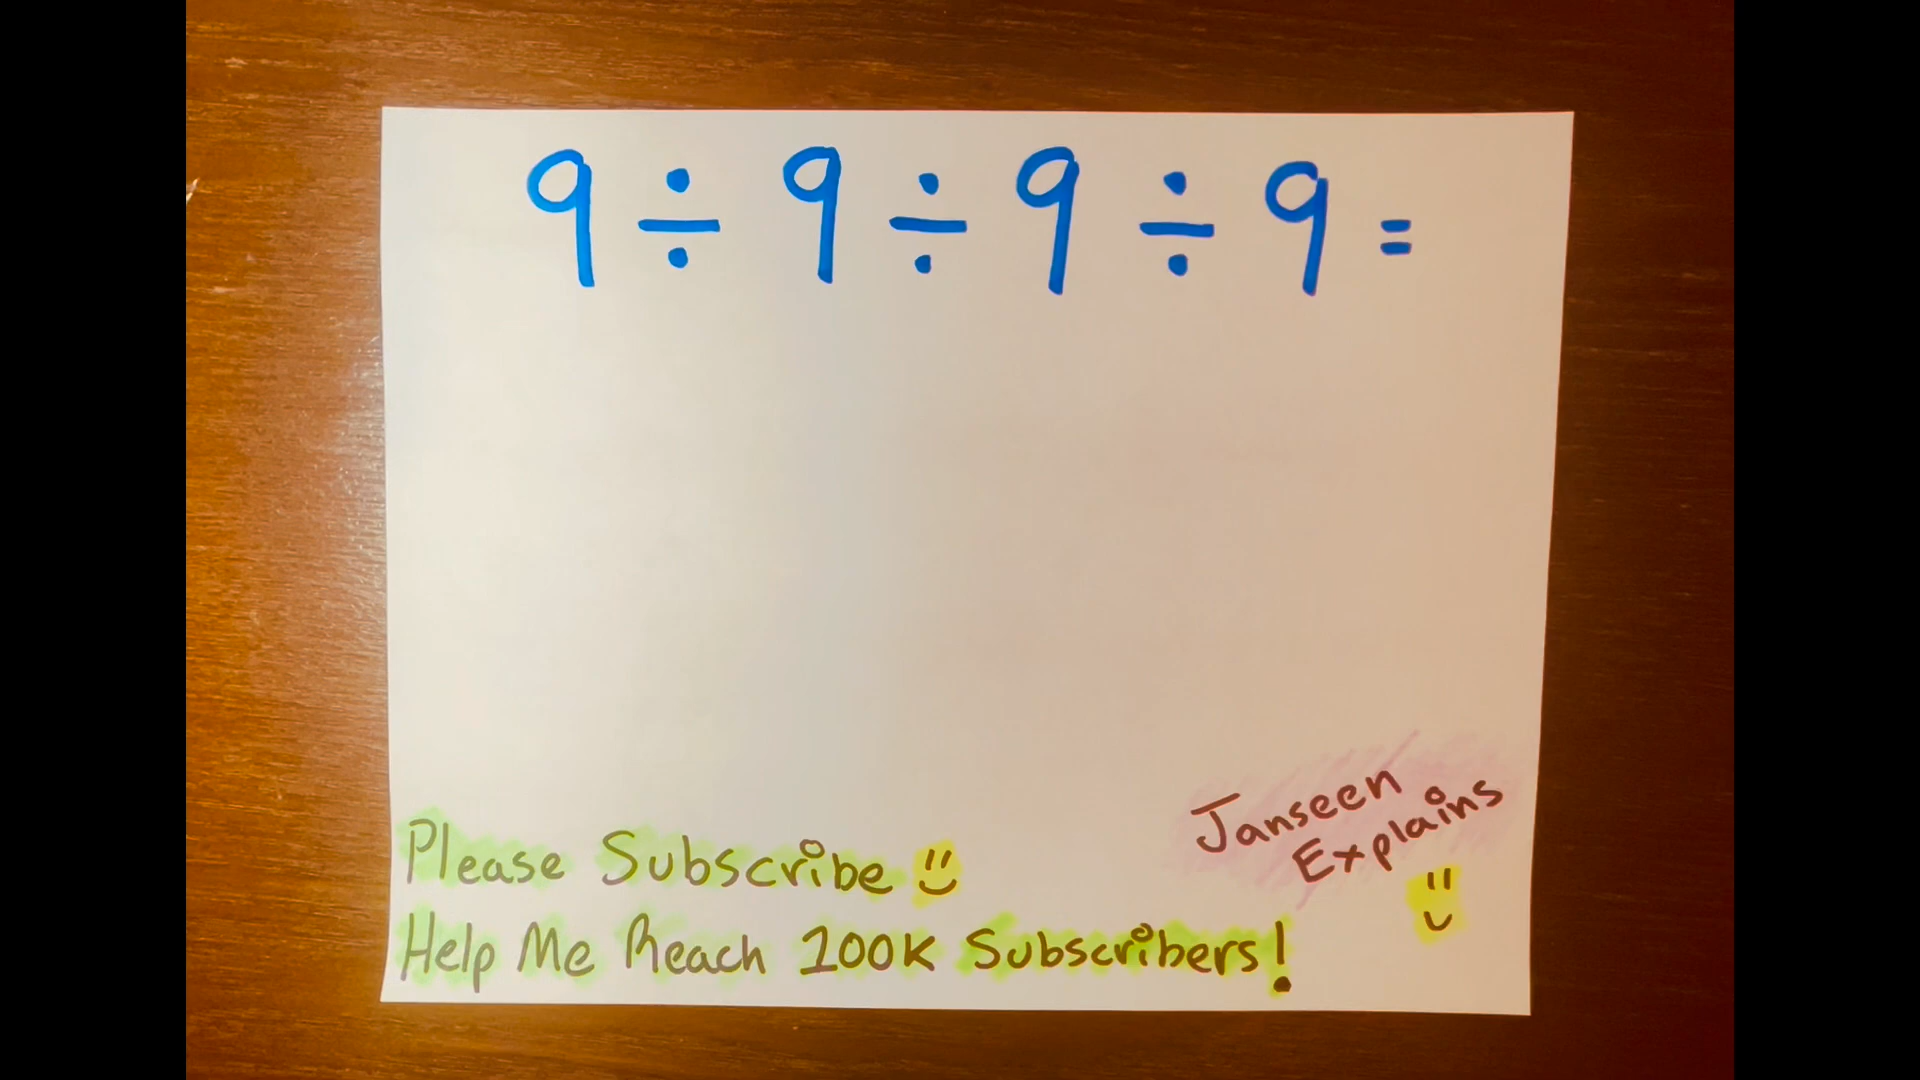 9 ÷ 9 ÷ 9 ÷ 9 =
Janseen
Explains
Please Subscribe
Help Me Reach 100K Subscribers!